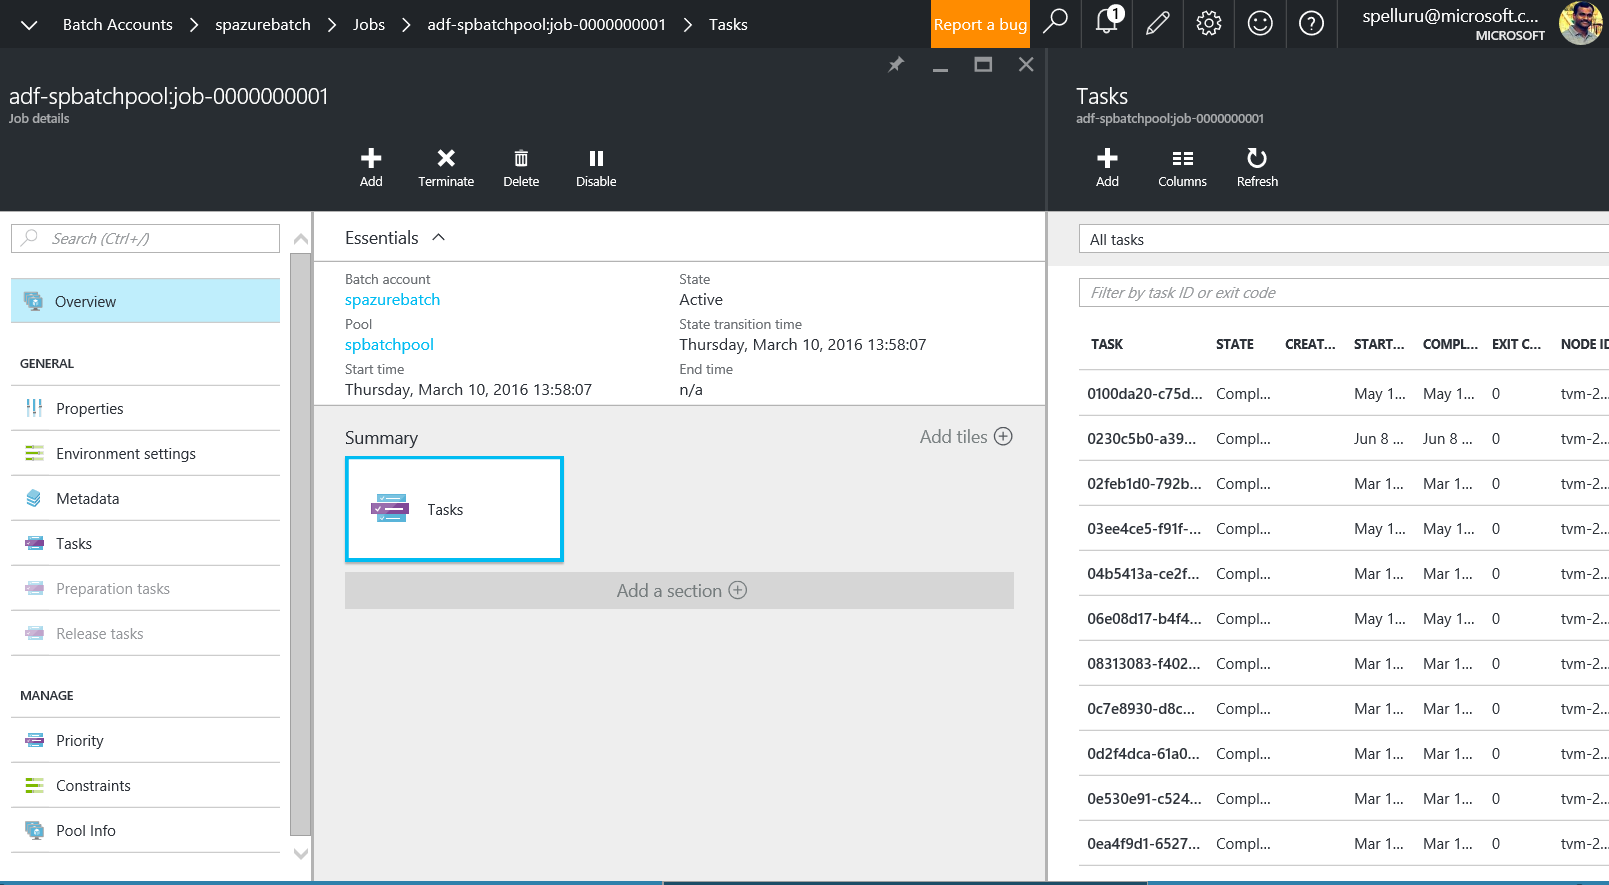 Batch Accounts > spazurebatch > Jobs > adf-spbatchpool:job-0000000001 > Tasks
Report a bug
1
spelluru@microsoft.c...
MICROSOFT
adf-spbatchpool:job-0000000001
Job details
Add
Terminate
Delete
Disable
Search (Ctrl+/)
Overview
GENERAL
Properties
Environment settings
Metadata
Tasks
Preparation tasks
Release tasks
MANAGE
Priority
Constraints
Pool Info
Essentials
Batch account
spazurebatch
Pool
spbatchpool
Start time
Thursday, March 10, 2016 13:58:07
State
Active
State transition time
Thursday, March 10, 2016 13:58:07
End time
n/a
Summary
Add tiles
Tasks
Add a section
Tasks
adf-spbatchpool:job-0000000001
Add
Columns
Refresh
All tasks
Filter by task ID or exit code
TASK STATE CREAT... START... COMPL... EXIT C... NODE ID
0100da20-c75d... Compl... May 1... May 1... 0 tvm-2...
0230c5b0-a39... Compl... Jun 8 ... Jun 8 ... 0 tvm-2...
02feb1d0-792b... Compl... Mar 1... Mar 1... 0 tvm-2...
03ee4ce5-f91f-... Compl... May 1... May 1... 0 tvm-2...
04b5413a-ce2f... Compl... Mar 1... Mar 1... 0 tvm-2...
06e08d17-b4f4... Compl... May 1... May 1... 0 tvm-2...
08313083-f402... Compl... Mar 1... Mar 1... 0 tvm-2...
0c7e8930-d8c... Compl... Mar 1... Mar 1... 0 tvm-2...
0d2f4dca-61a0... Compl... Mar 1... Mar 1... 0 tvm-2...
0e530e91-c524... Compl... Mar 1... Mar 1... 0 tvm-2...
0ea4f9d1-6527... Compl... Mar 1... Mar 1... 0 tvm-2...